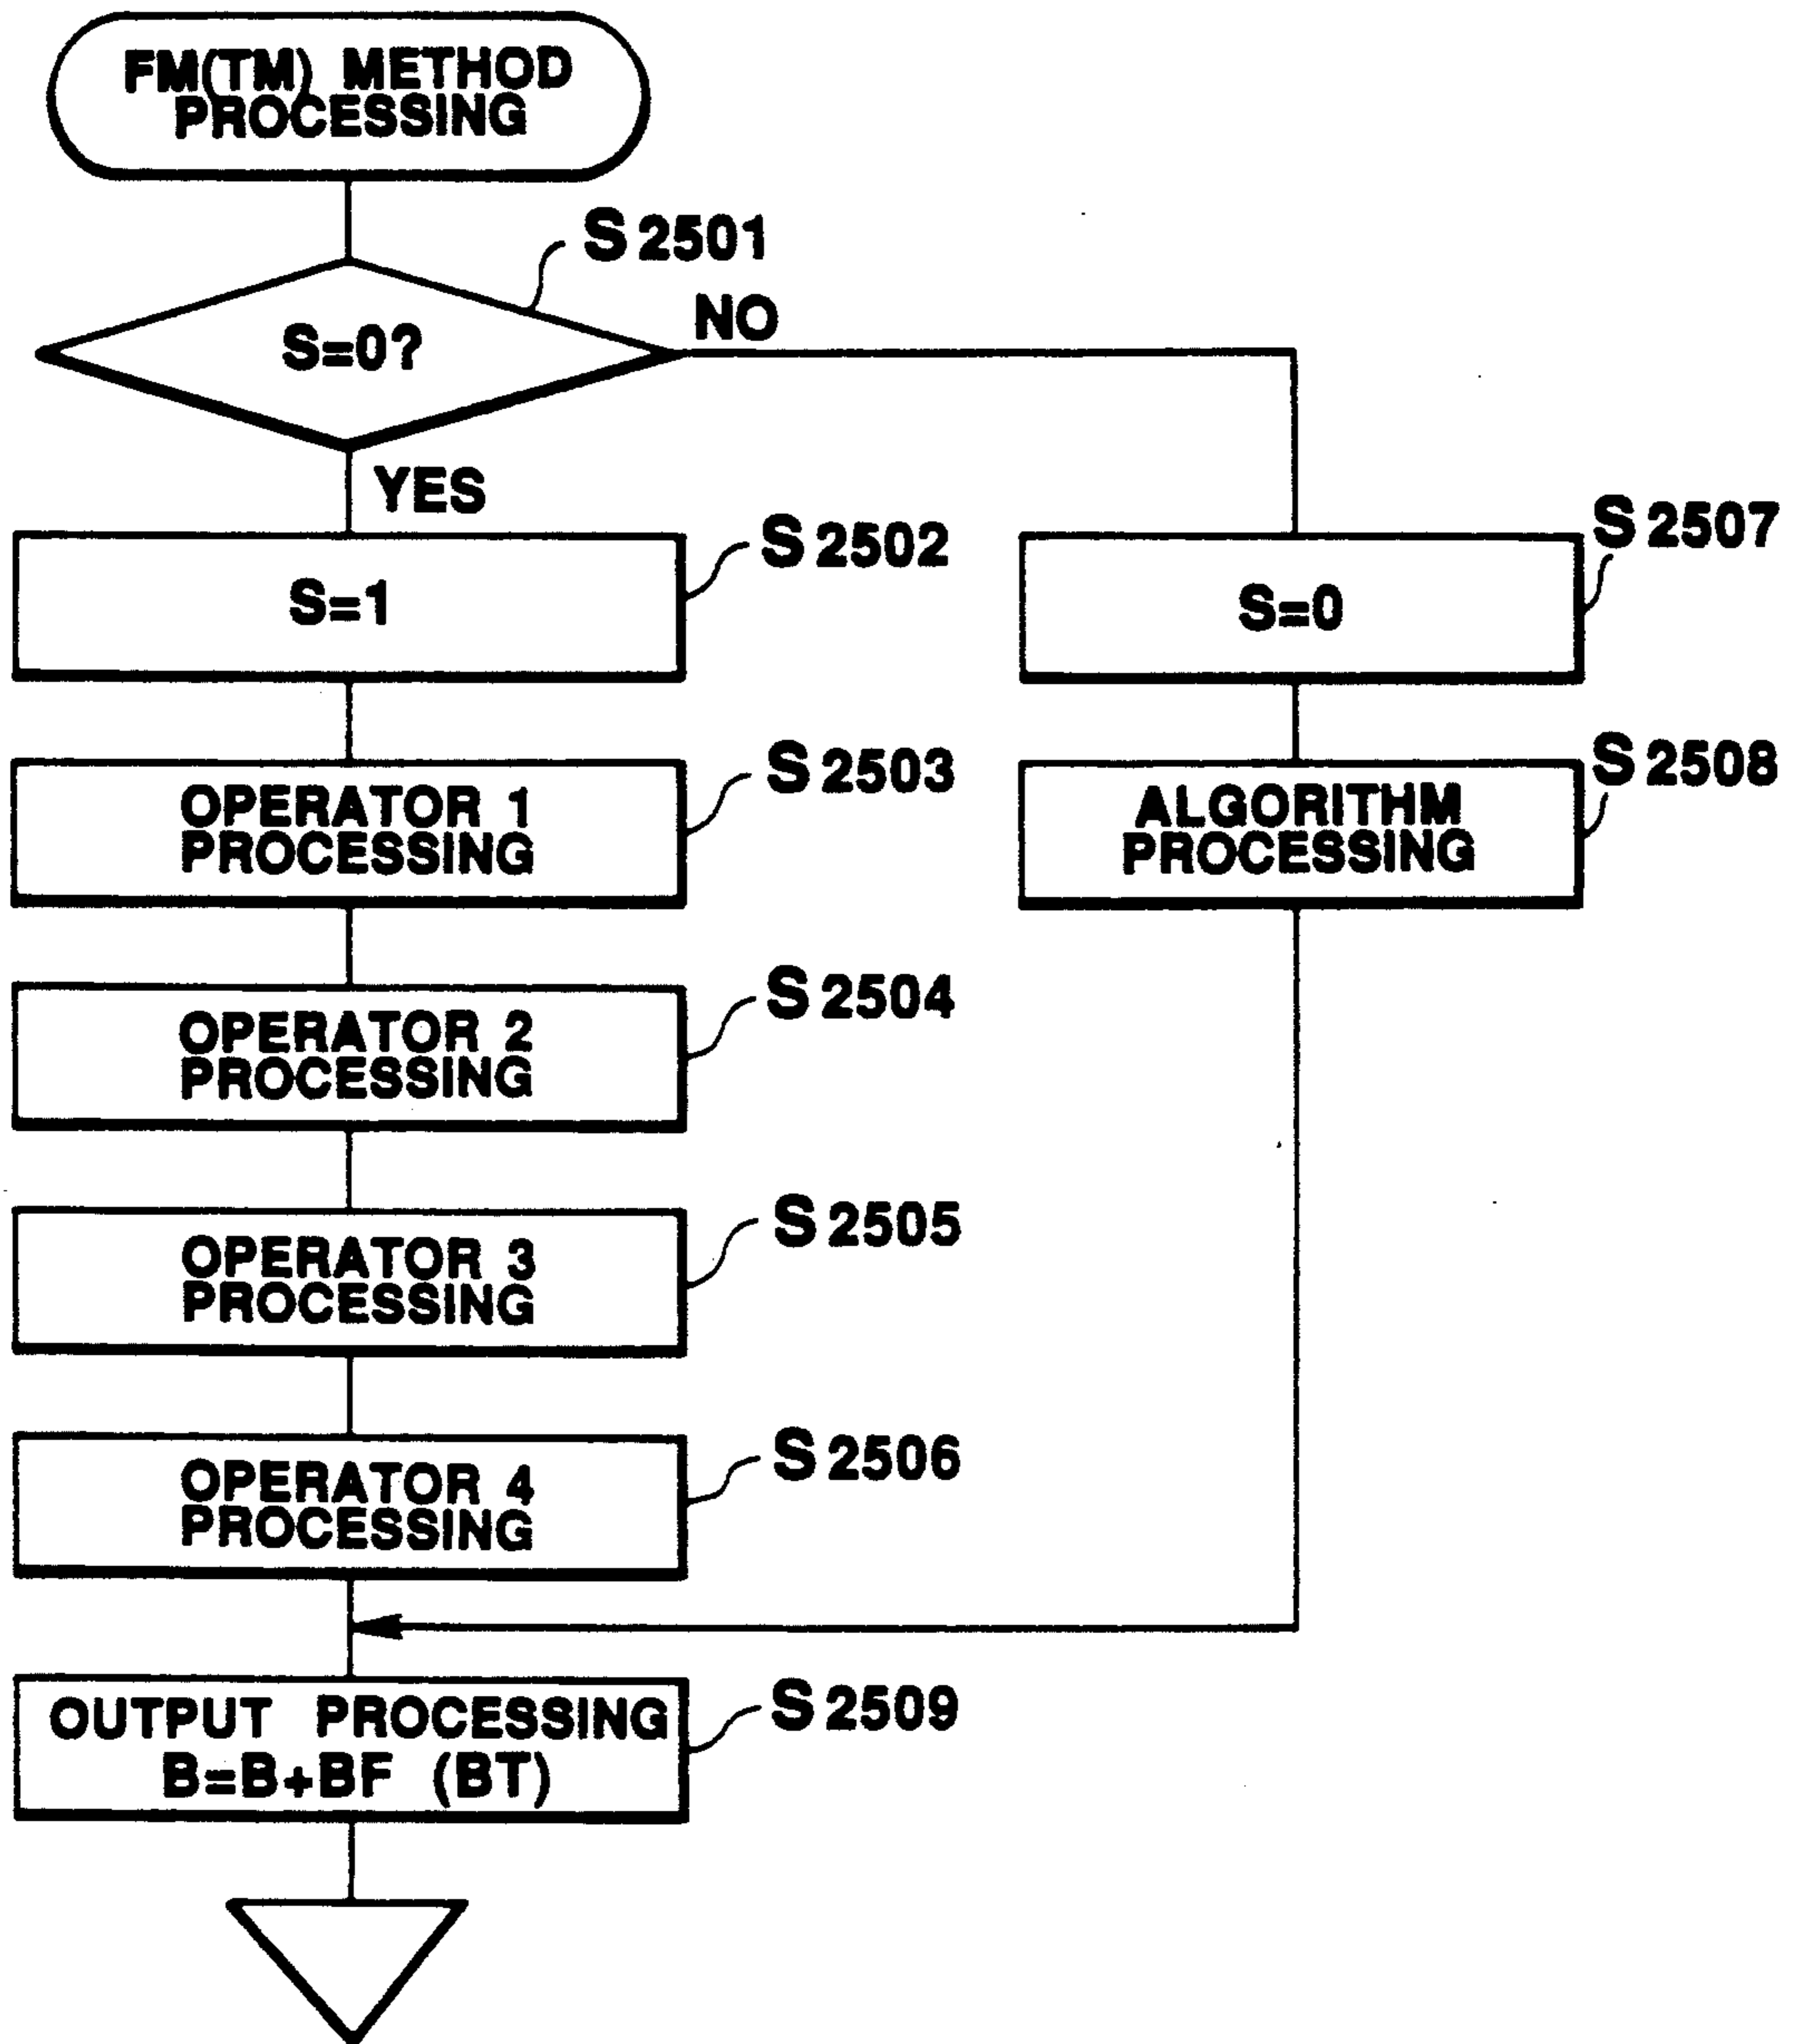 FM(TM) METHOD
PROCESSING
S2501
S=0?
NO
YES
S2502
S=1
S2507
S=0
S2503
OPERATOR 1
PROCESSING
S2508
ALGORITHM
PROCESSING
S2504
OPERATOR 2
PROCESSING
S2505
OPERATOR 3
PROCESSING
S2506
OPERATOR 4
PROCESSING
S2509
OUTPUT PROCESSING
B=B+BF (BT)